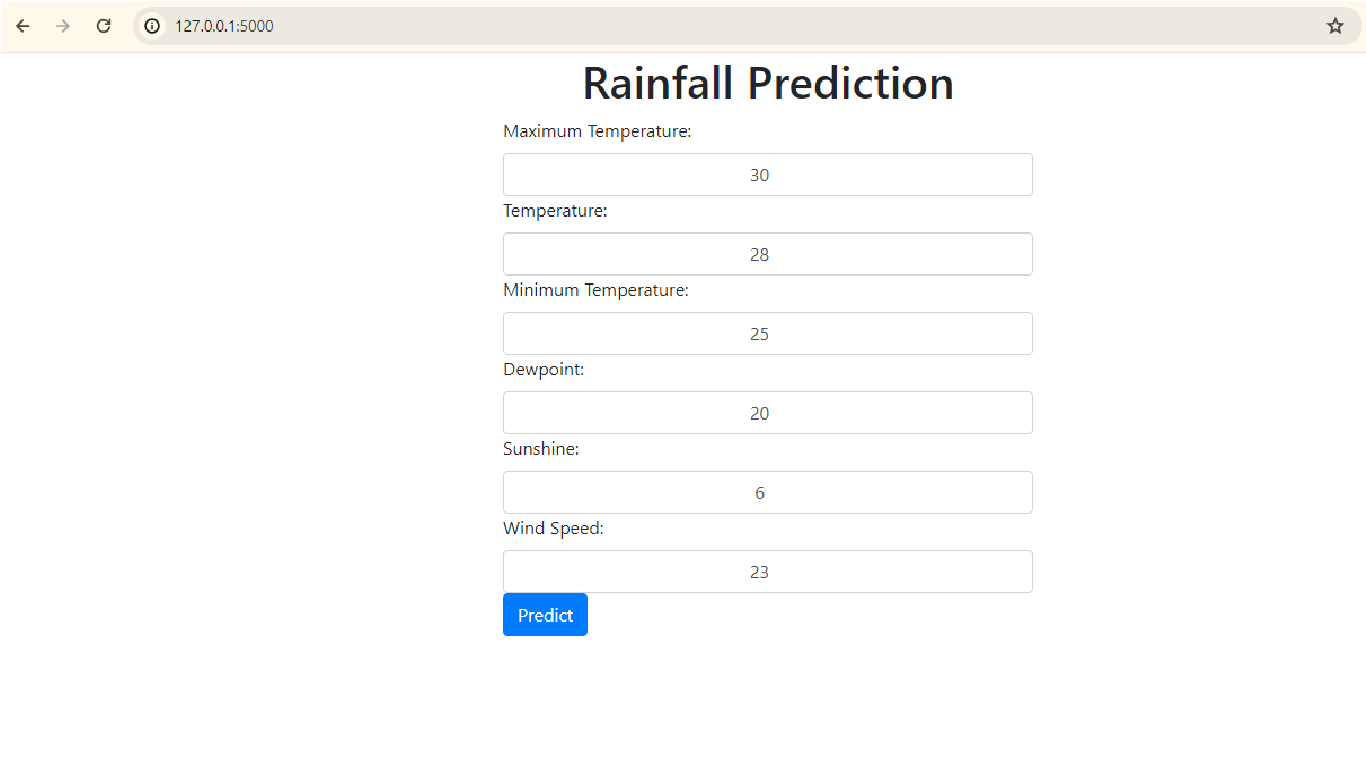 127.0.0.1:5000
Rainfall Prediction
Maximum Temperature:
30
Temperature:
28
Minimum Temperature:
25
Dewpoint:
20
Sunshine:
6
Wind Speed:
23
Predict